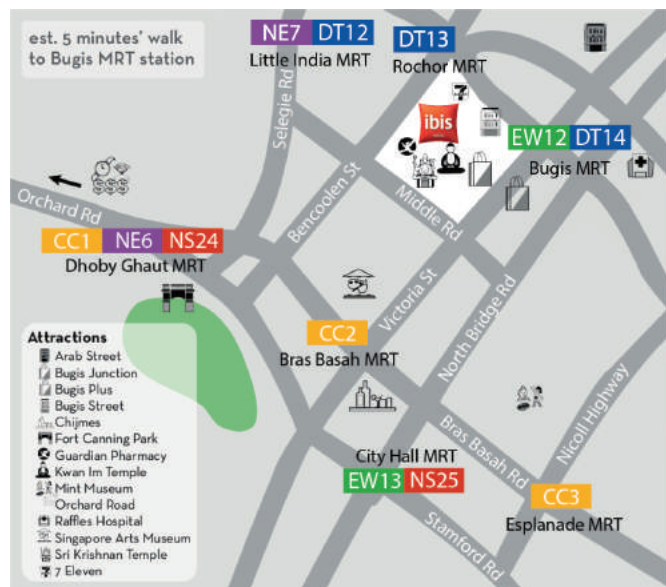 est. 5 minutes' walk
to Bugis MRT station
NE7 DT12
Little India MRT
DT13
Rochor MRT
Selegie Rd
7
ibis
EW12 DT14
Bugis MRT
Orchard Rd
Bencoolen St
Middle Rd
CC1 NE6 NS24
Dhoby Ghaut MRT
Victoria St
North Bridge Rd
CC2
Bras Basah MRT
Nicoll Highway
Bras Basah Rd
City Hall MRT
EW13 NS25
CC3
Esplanade MRT
Stamford Rd
Attractions
Arab Street
Bugis Junction
Bugis Plus
Bugis Street
Chijmes
Fort Canning Park
Guardian Pharmacy
Kwan Im Temple
Mint Museum
Orchard Road
Raffles Hospital
Singapore Arts Museum
Sri Krishnan Temple
7 Eleven